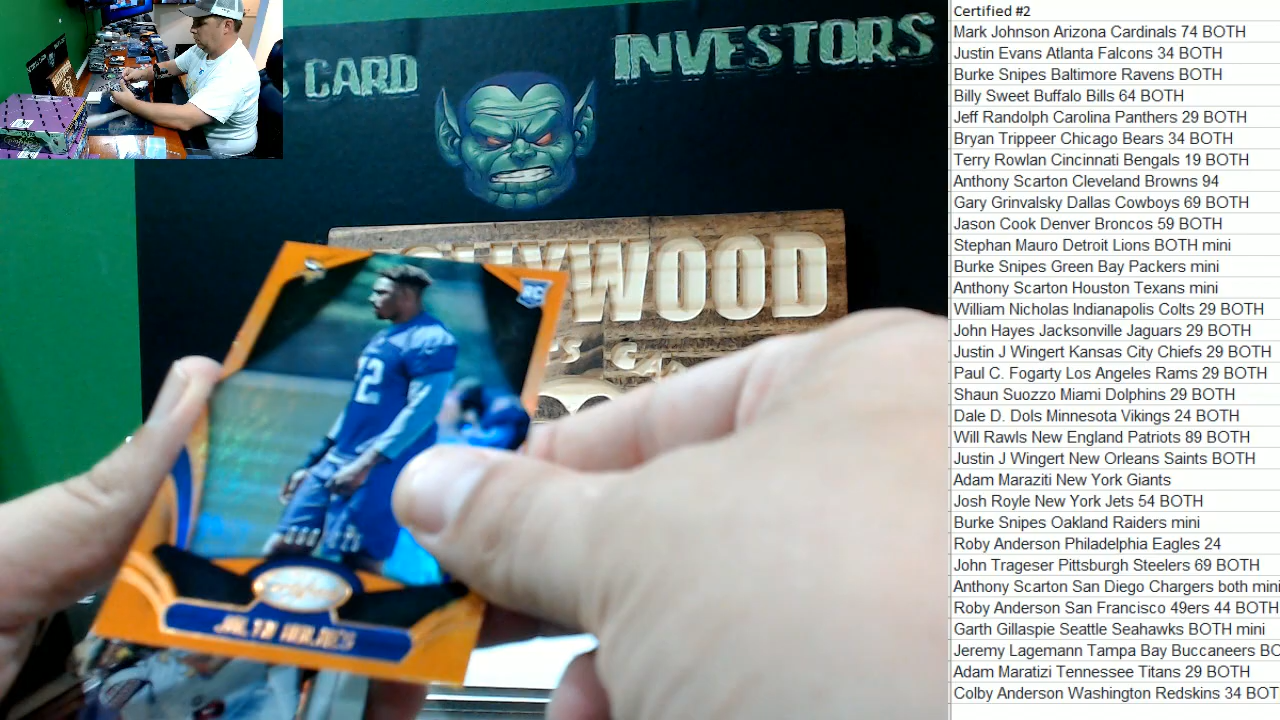 CARD INVESTORS
LLYWOOD
RC
72
Certified #2
Mark Johnson Arizona Cardinals 74 BOTH
Justin Evans Atlanta Falcons 34 BOTH
Burke Snipes Baltimore Ravens BOTH
Billy Sweet Buffalo Bills 64 BOTH
Jeff Randolph Carolina Panthers 29 BOTH
Bryan Trippeer Chicago Bears 34 BOTH
Terry Rowlan Cincinnati Bengals 19 BOTH
Anthony Scarton Cleveland Browns 94
Gary Grinvalsky Dallas Cowboys 69 BOTH
Jason Cook Denver Broncos 59 BOTH
Stephan Mauro Detroit Lions BOTH mini
Burke Snipes Green Bay Packers mini
Anthony Scarton Houston Texans mini
William Nicholas Indianapolis Colts 29 BOTH
John Hayes Jacksonville Jaguars 29 BOTH
Justin J Wingert Kansas City Chiefs 29 BOTH
Paul C. Fogarty Los Angeles Rams 29 BOTH
Shaun Suozzo Miami Dolphins 29 BOTH
Dale D. Dols Minnesota Vikings 24 BOTH
Will Rawls New England Patriots 89 BOTH
Justin J Wingert New Orleans Saints BOTH
Adam Maraziti New York Giants
Josh Royle New York Jets 54 BOTH
Burke Snipes Oakland Raiders mini
Roby Anderson Philadelphia Eagles 24
John Trageser Pittsburgh Steelers 69 BOTH
Anthony Scarton San Diego Chargers both mini
Roby Anderson San Francisco 49ers 44 BOTH
Garth Gillaspie Seattle Seahawks BOTH mini
Jeremy Lagemann Tampa Bay Buccaneers BO
Adam Maratizi Tennessee Titans 29 BOTH
Colby Anderson Washington Redskins 34 BOT